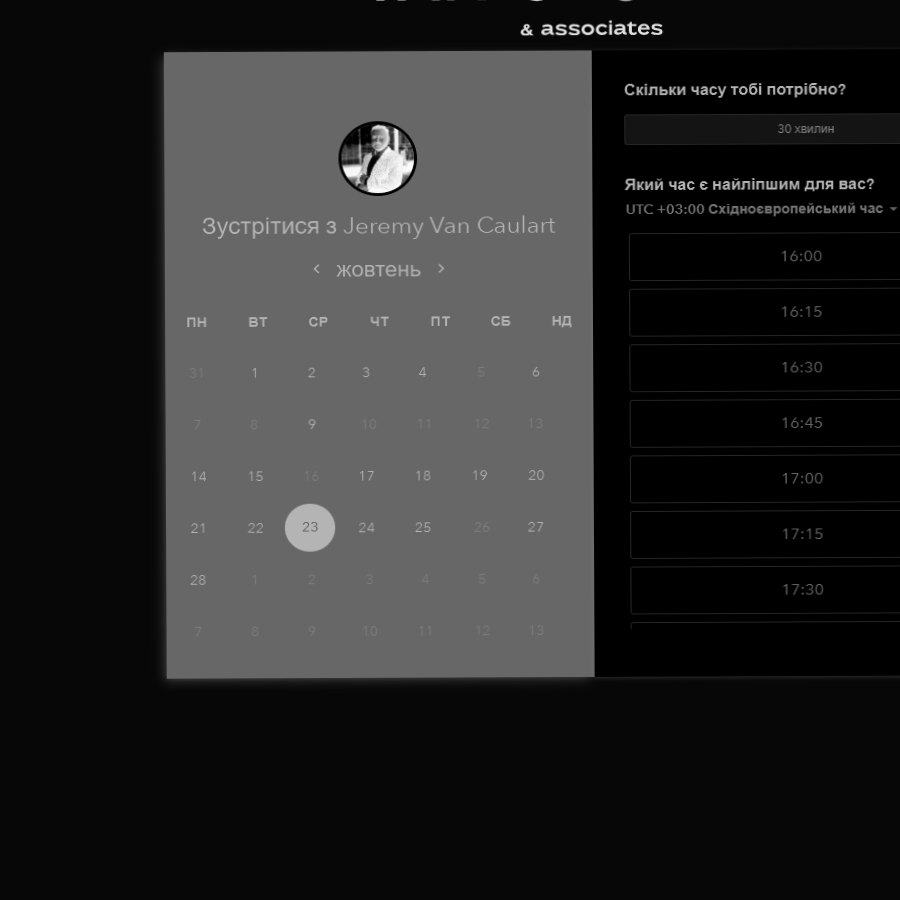 & associates
Зустрітися з Jeremy Van Caulart
жовтень
ПН ВТ СР ЧТ ПТ СБ НД
31 1 2 3 4 5 6
7 8 9 10 11 12 13
14 15 16 17 18 19 20
21 22 23 24 25 26 27
28 1 2 3 4 5 6
7 8 9 10 11 12 13
Скільки часу тобі потрібно?
30 хвилин
Який час є найліпшим для вас?
UTC +03:00 Східноєвропейський час
16:00
16:15
16:30
16:45
17:00
17:15
17:30